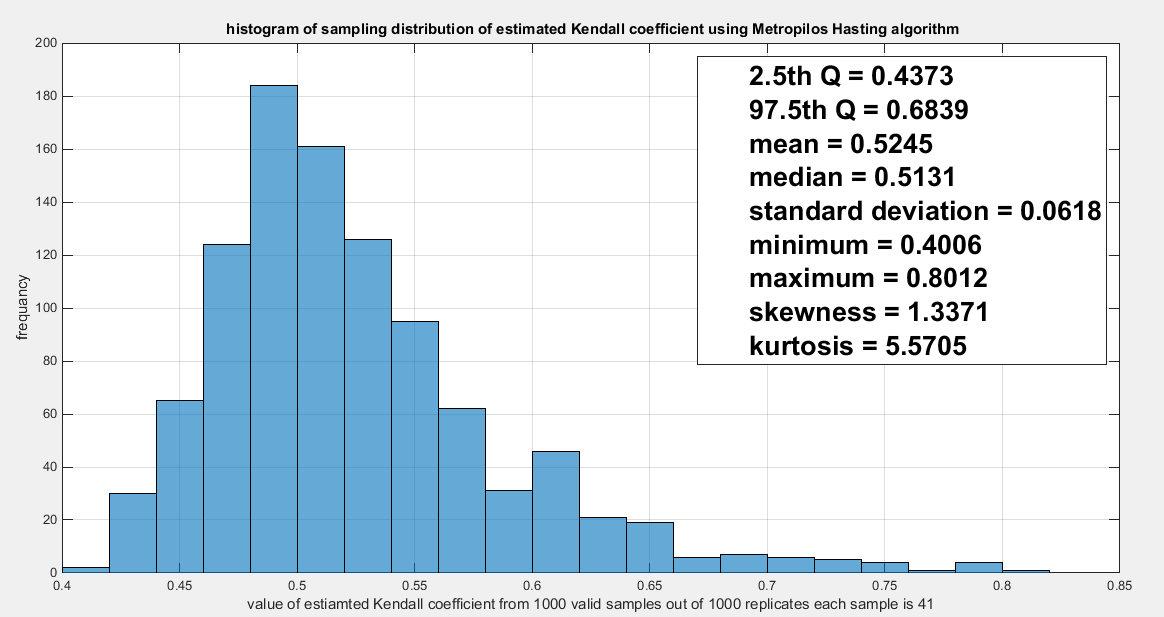 histogram of sampling distribution of estimated Kendall coefficient using Metropilos Hasting algorithm
200
180
160
140
120
100
80
60
40
20
0
frequancy
2.5th Q = 0.4373
97.5th Q = 0.6839
mean = 0.5245
median = 0.5131
standard deviation = 0.0618
minimum = 0.4006
maximum = 0.8012
skewness = 1.3371
kurtosis = 5.5705
0.4 0.45 0.5 0.55 0.6 0.65 0.7 0.75 0.8 0.85
value of estiamted Kendall coefficient from 1000 valid samples out of 1000 replicates each sample is 41